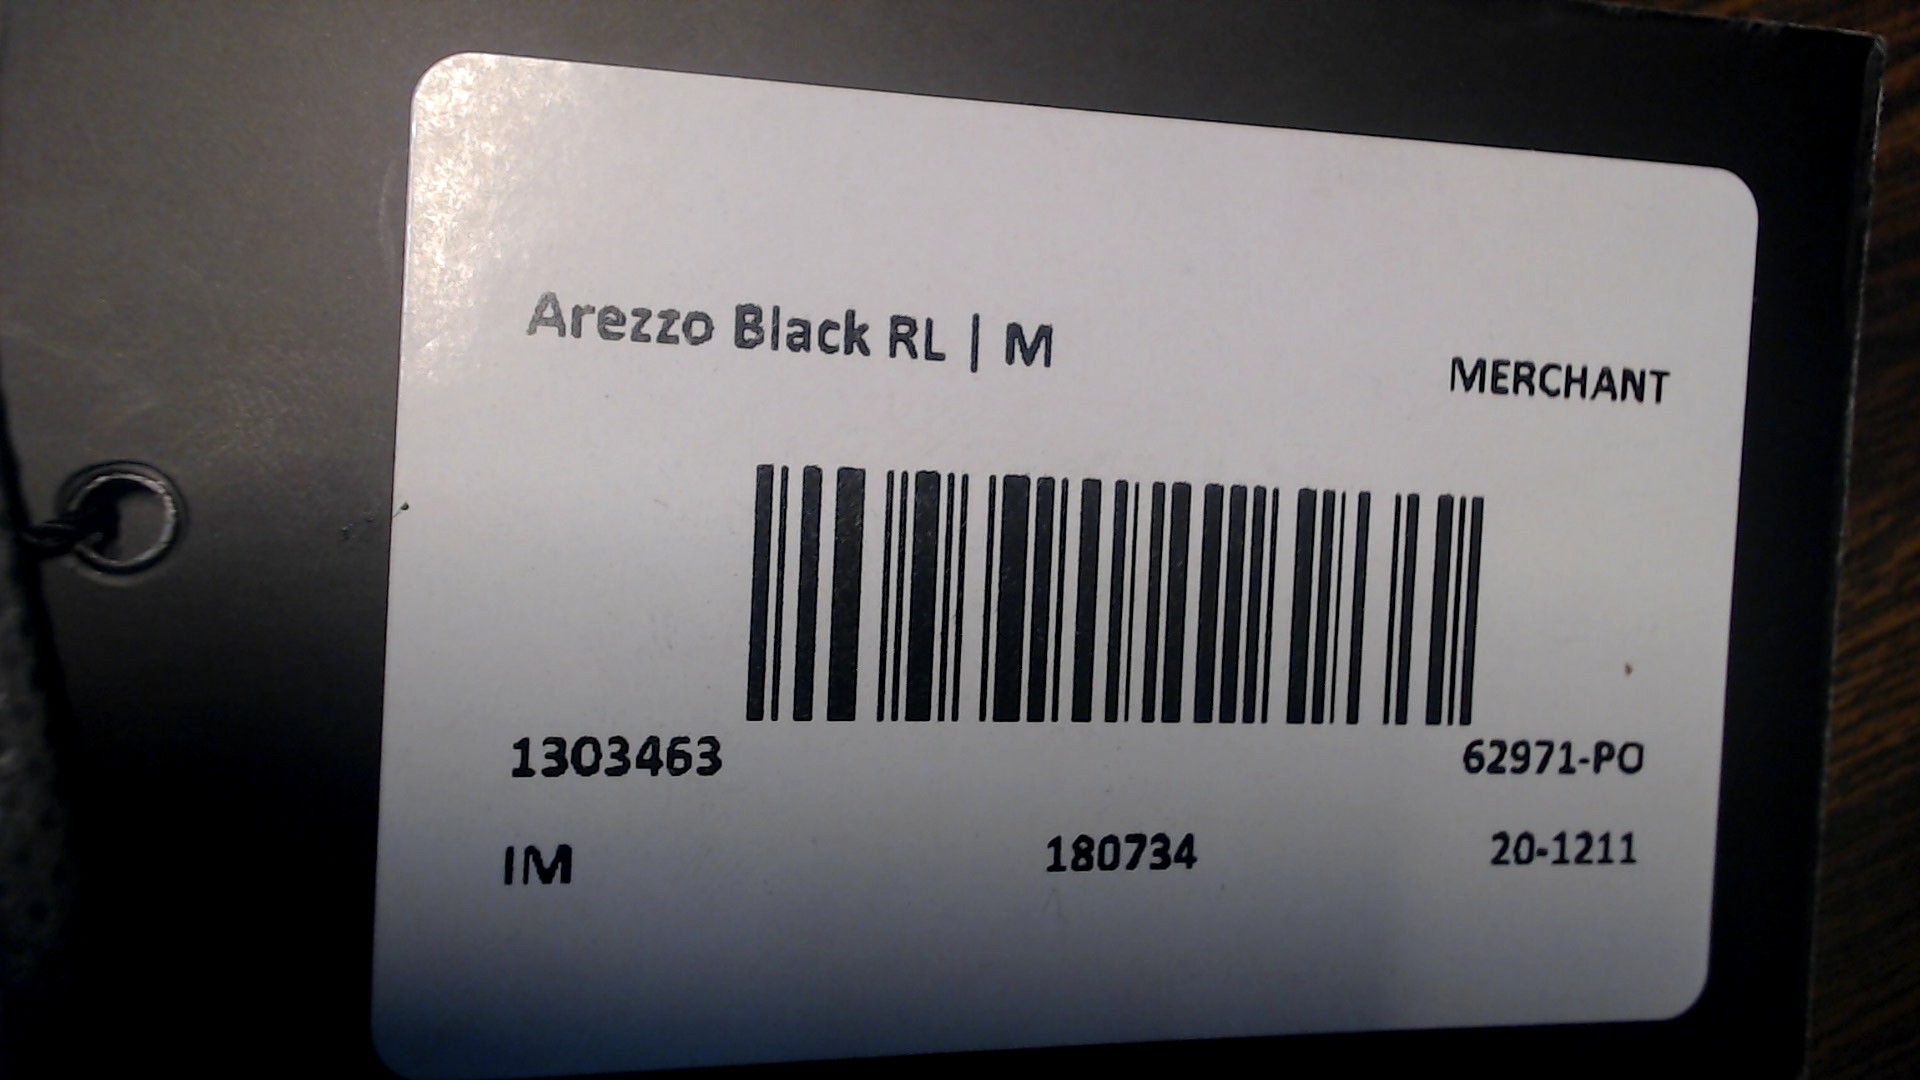 Arezzo Black RL | M
MERCHANT
1303463
62971-PO
IM
180734
20-1211